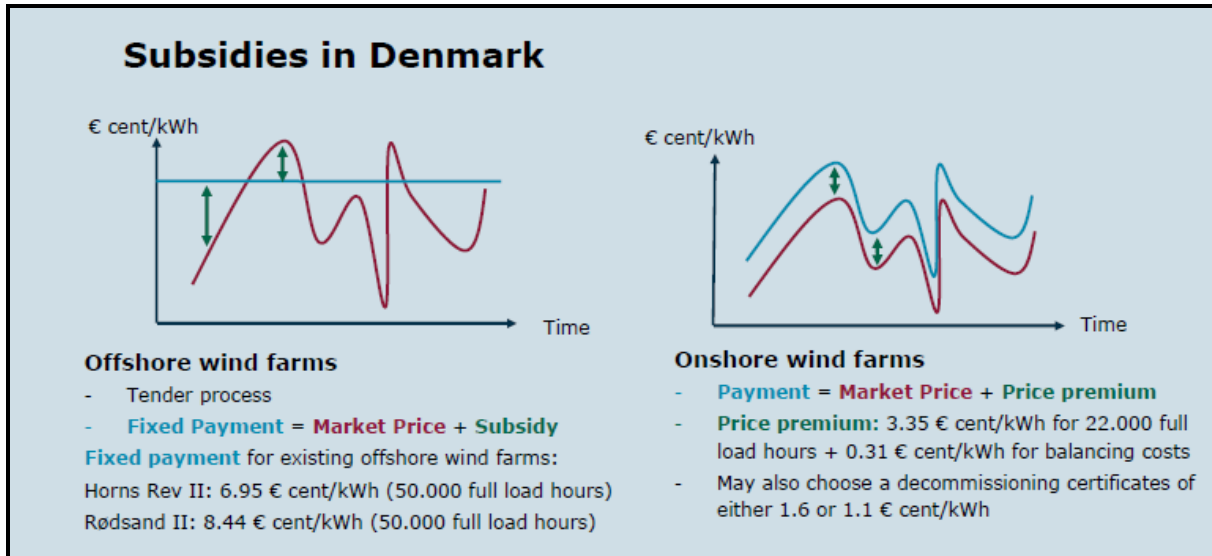 Subsidies in Denmark
€ cent/kWh
Time
Offshore wind farms
- Tender process
- Fixed Payment = Market Price + Subsidy
Fixed payment for existing offshore wind farms:
Horns Rev II: 6.95 € cent/kWh (50.000 full load hours)
Rødsand II: 8.44 € cent/kWh (50.000 full load hours)
€ cent/kWh
Time
Onshore wind farms
- Payment = Market Price + Price premium
- Price premium: 3.35 € cent/kWh for 22.000 full
load hours + 0.31 € cent/kWh for balancing costs
- May also choose a decommissioning certificates of
either 1.6 or 1.1 € cent/kWh